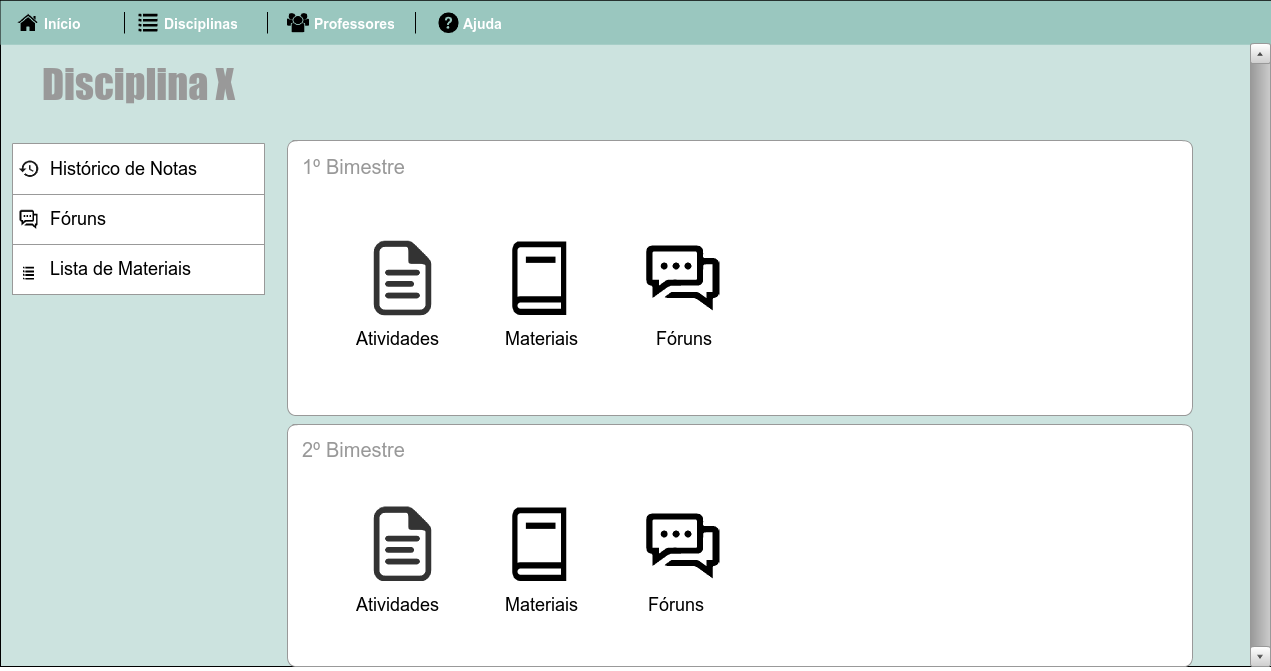 Início Disciplinas Professores Ajuda
Disciplina X
Histórico de Notas
Fóruns
Lista de Materiais
1º Bimestre
Atividades Materiais Fóruns
2º Bimestre
Atividades Materiais Fóruns